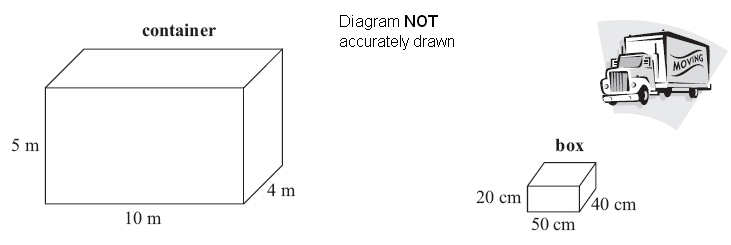 container
Diagram NOT
accurately drawn
MOVING
5 m
4 m
10 m
box
20 cm
40 cm
50 cm